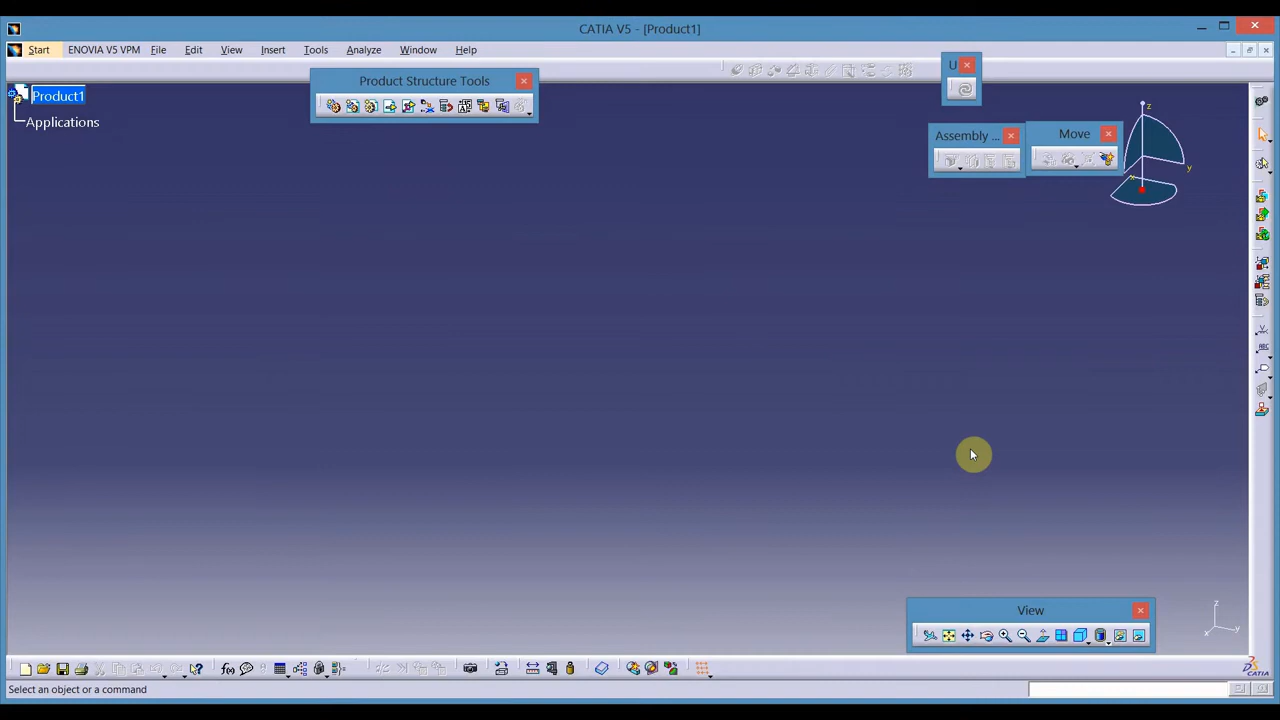 CATIA V5 - [Product1]
Start ENOVIA V5 VPM File Edit View Insert Tools Analyze Window Help
Product Structure Tools
U
Product1
Applications
Assembly ...
Move
z
y
x
View
z
x
y
CATIA
Select an object or a command